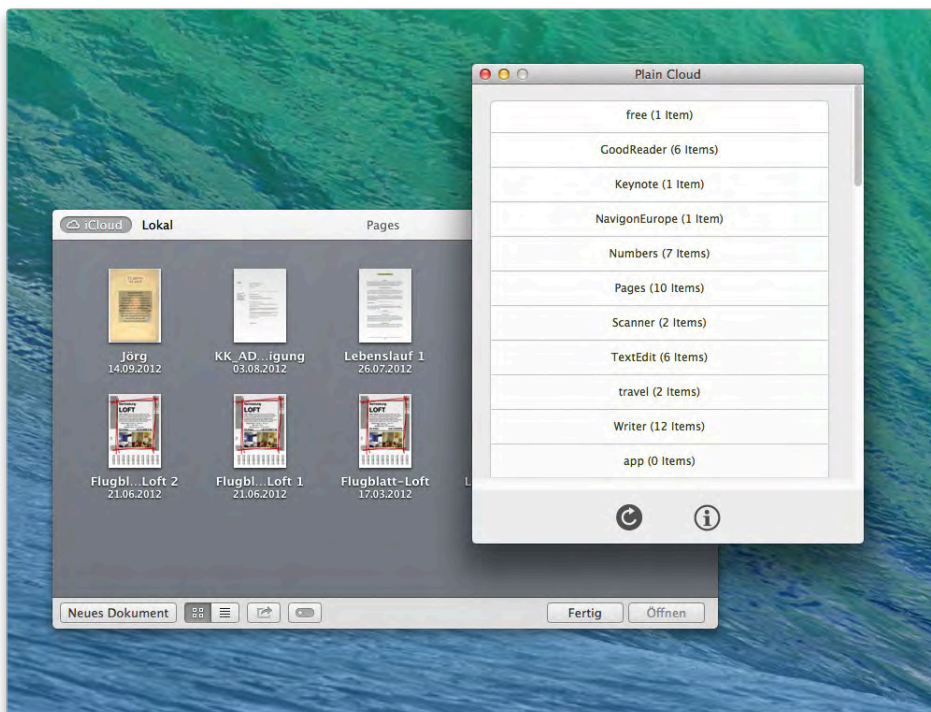 Plain Cloud
free (1 Item)
GoodReader (6 Items)
Keynote (1 Item)
NavigonEurope (1 Item)
Numbers (7 Items)
Pages (10 Items)
Scanner (2 Items)
TextEdit (6 Items)
travel (2 Items)
Writer (12 Items)
app (0 Items)
iCloud Lokal Pages
Jörg
14.09.2012
KK_AD...igung
03.08.2012
Lebenslauf 1
26.07.2012
LOFT
Flugbl...Loft 2
21.06.2012
LOFT
Flugbl...Loft 1
21.06.2012
LOFT
Flugblatt-Loft
17.03.2012
L
Neues Dokument Fertig Öffnen